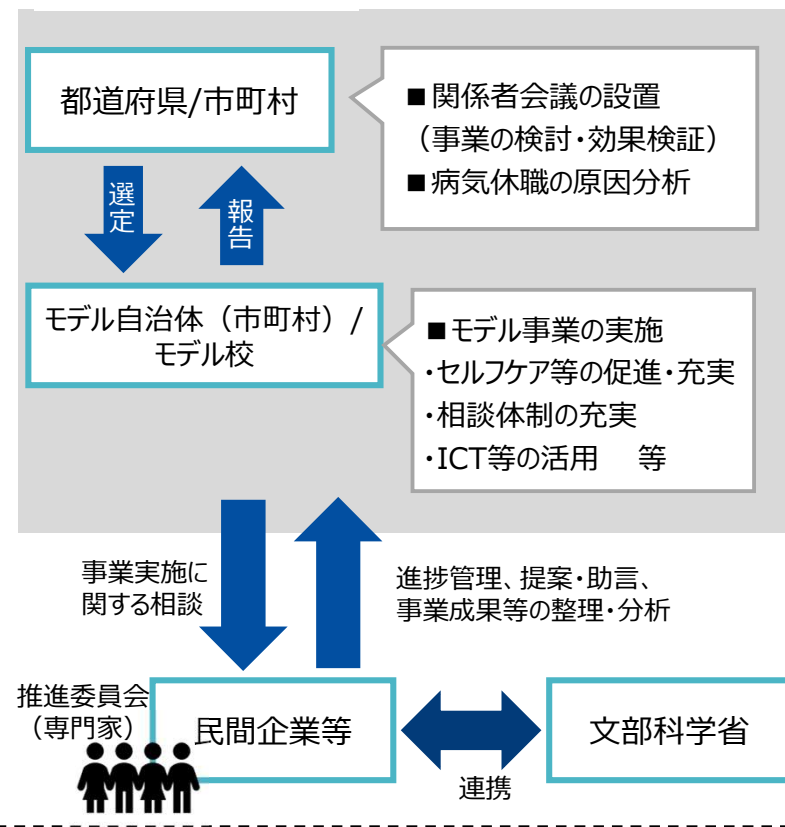 都道府県/市町村
■関係者会議の設置
（事業の検討・効果検証）
■病気休職の原因分析
選定
報告
モデル自治体（市町村）/
モデル校
■モデル事業の実施
・セルフケア等の促進・充実
・相談体制の充実
・ICT等の活用　等
事業実施に
関する相談
進捗管理、提案・助言、
事業成果等の整理・分析
推進委員会
（専門家）
民間企業等
文部科学省
連携